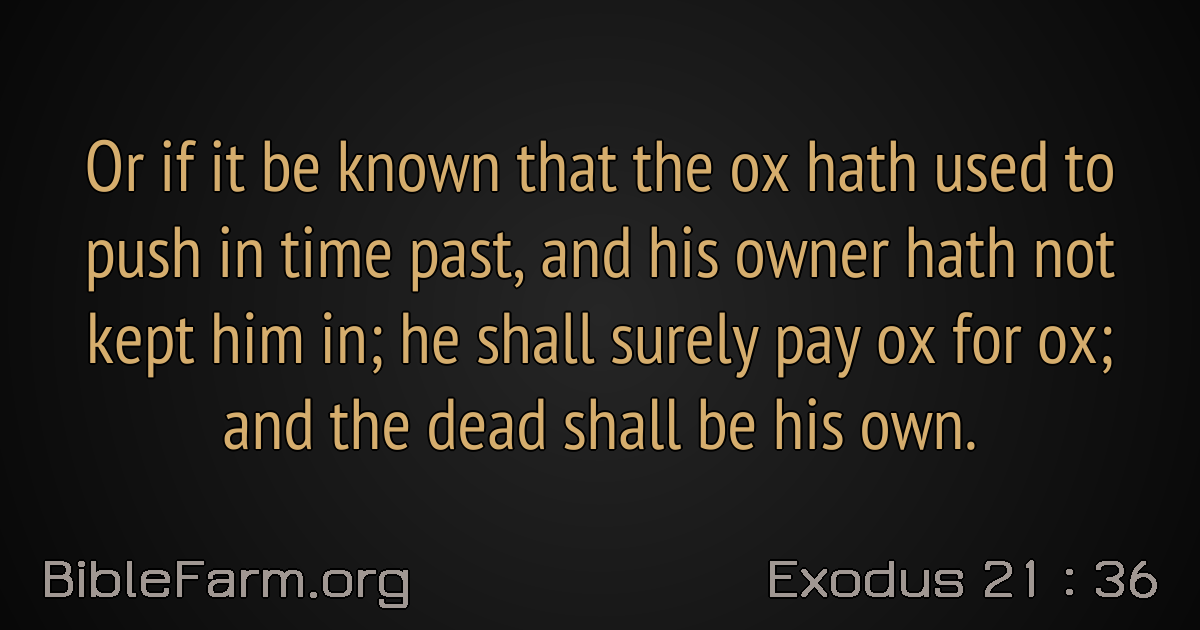 Or if it be known that the ox hath used to
push in time past, and his owner hath not
kept him in; he shall surely pay ox for ox;
and the dead shall be his own.
BibleFarm.org
Exodus 21 : 36